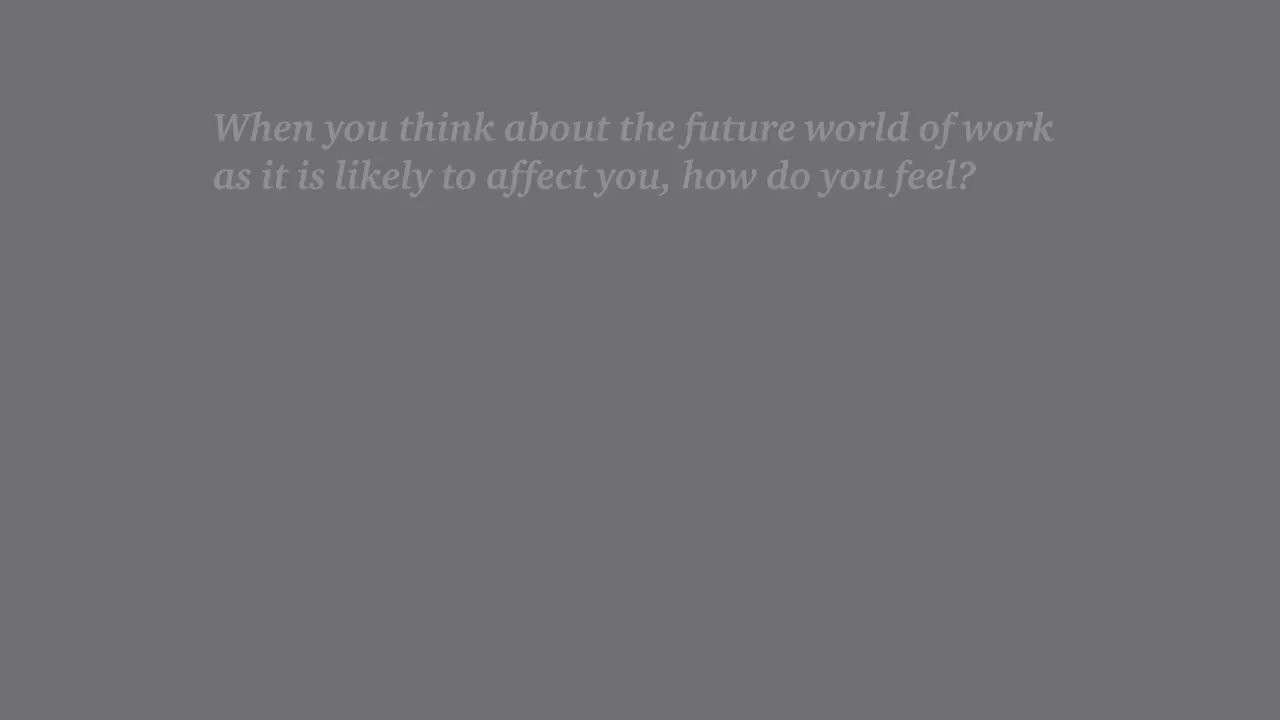 When you think about the future world of work
as it is likely to affect you, how do you feel?